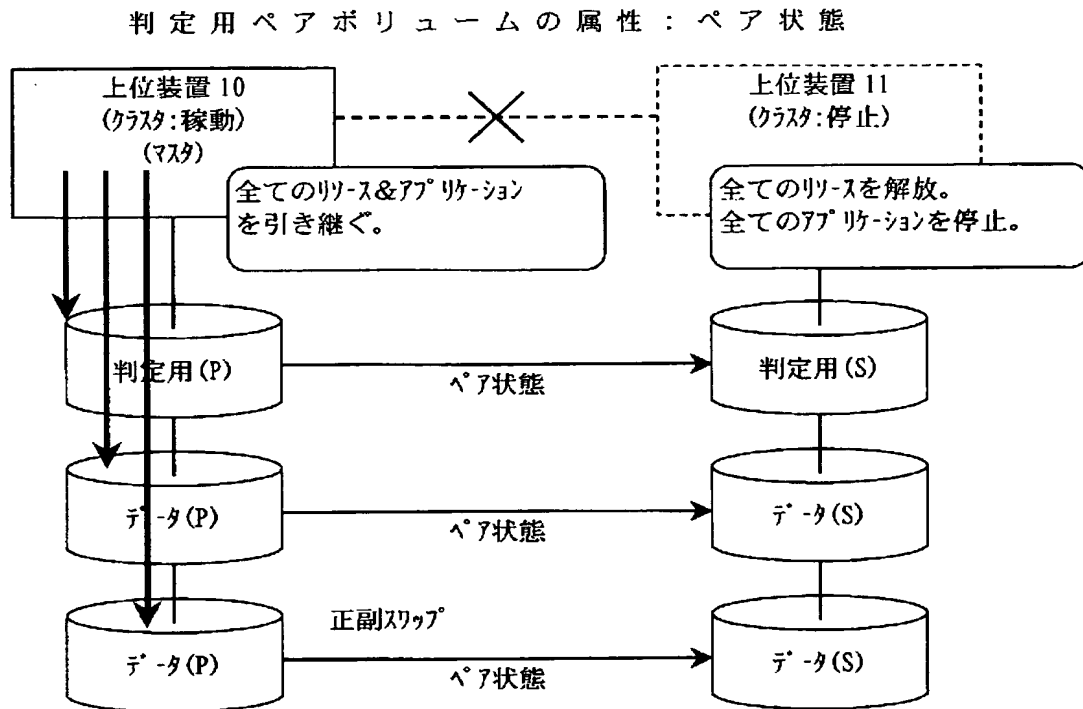 判定用ペアボリュームの属性：ペア状態
上位装置10
(ｸﾗｽﾀ:稼動)
(ﾏｽﾀ)
上位装置11
(ｸﾗｽﾀ:停止)
全てのﾘｿｰｽ&ｱﾌﾟﾘｹｰｼｮﾝ
を引き継ぐ。
全てのﾘｿｰｽを解放。
全てのｱﾌﾟﾘｹｰｼｮﾝを停止。
判定用(P)
ﾍﾟｱ状態
判定用(S)
ﾃﾞｰﾀ(P)
ﾍﾟｱ状態
ﾃﾞｰﾀ(S)
正副ｽﾜｯﾌﾟ
ﾃﾞｰﾀ(P)
ﾍﾟｱ状態
ﾃﾞｰﾀ(S)